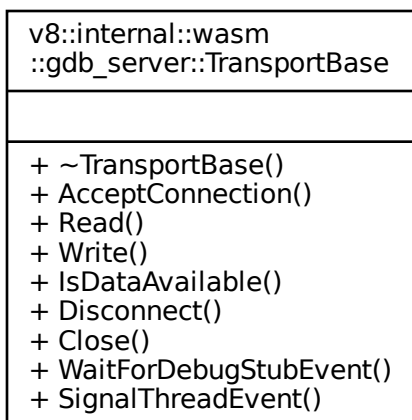 v8::internal::wasm
::gdb_server::TransportBase
+ ~TransportBase()
+ AcceptConnection()
+ Read()
+ Write()
+ IsDataAvailable()
+ Disconnect()
+ Close()
+ WaitForDebugStubEvent()
+ SignalThreadEvent()